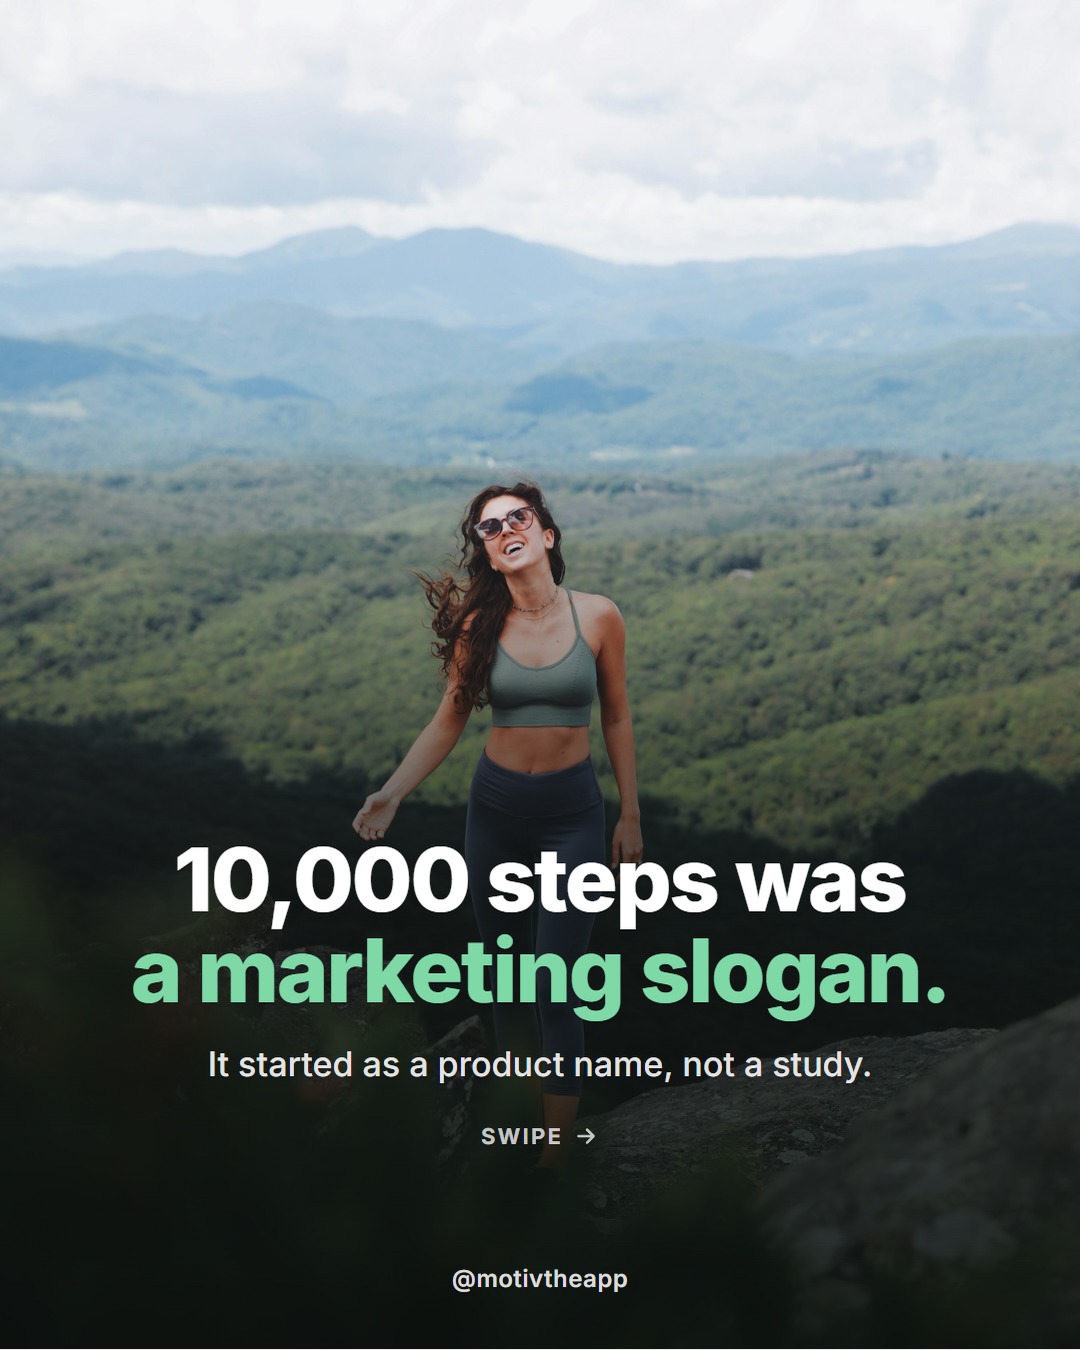 10,000 steps was
a marketing slogan.
It started as a product name, not a study.
SWIPE →
@motivtheapp